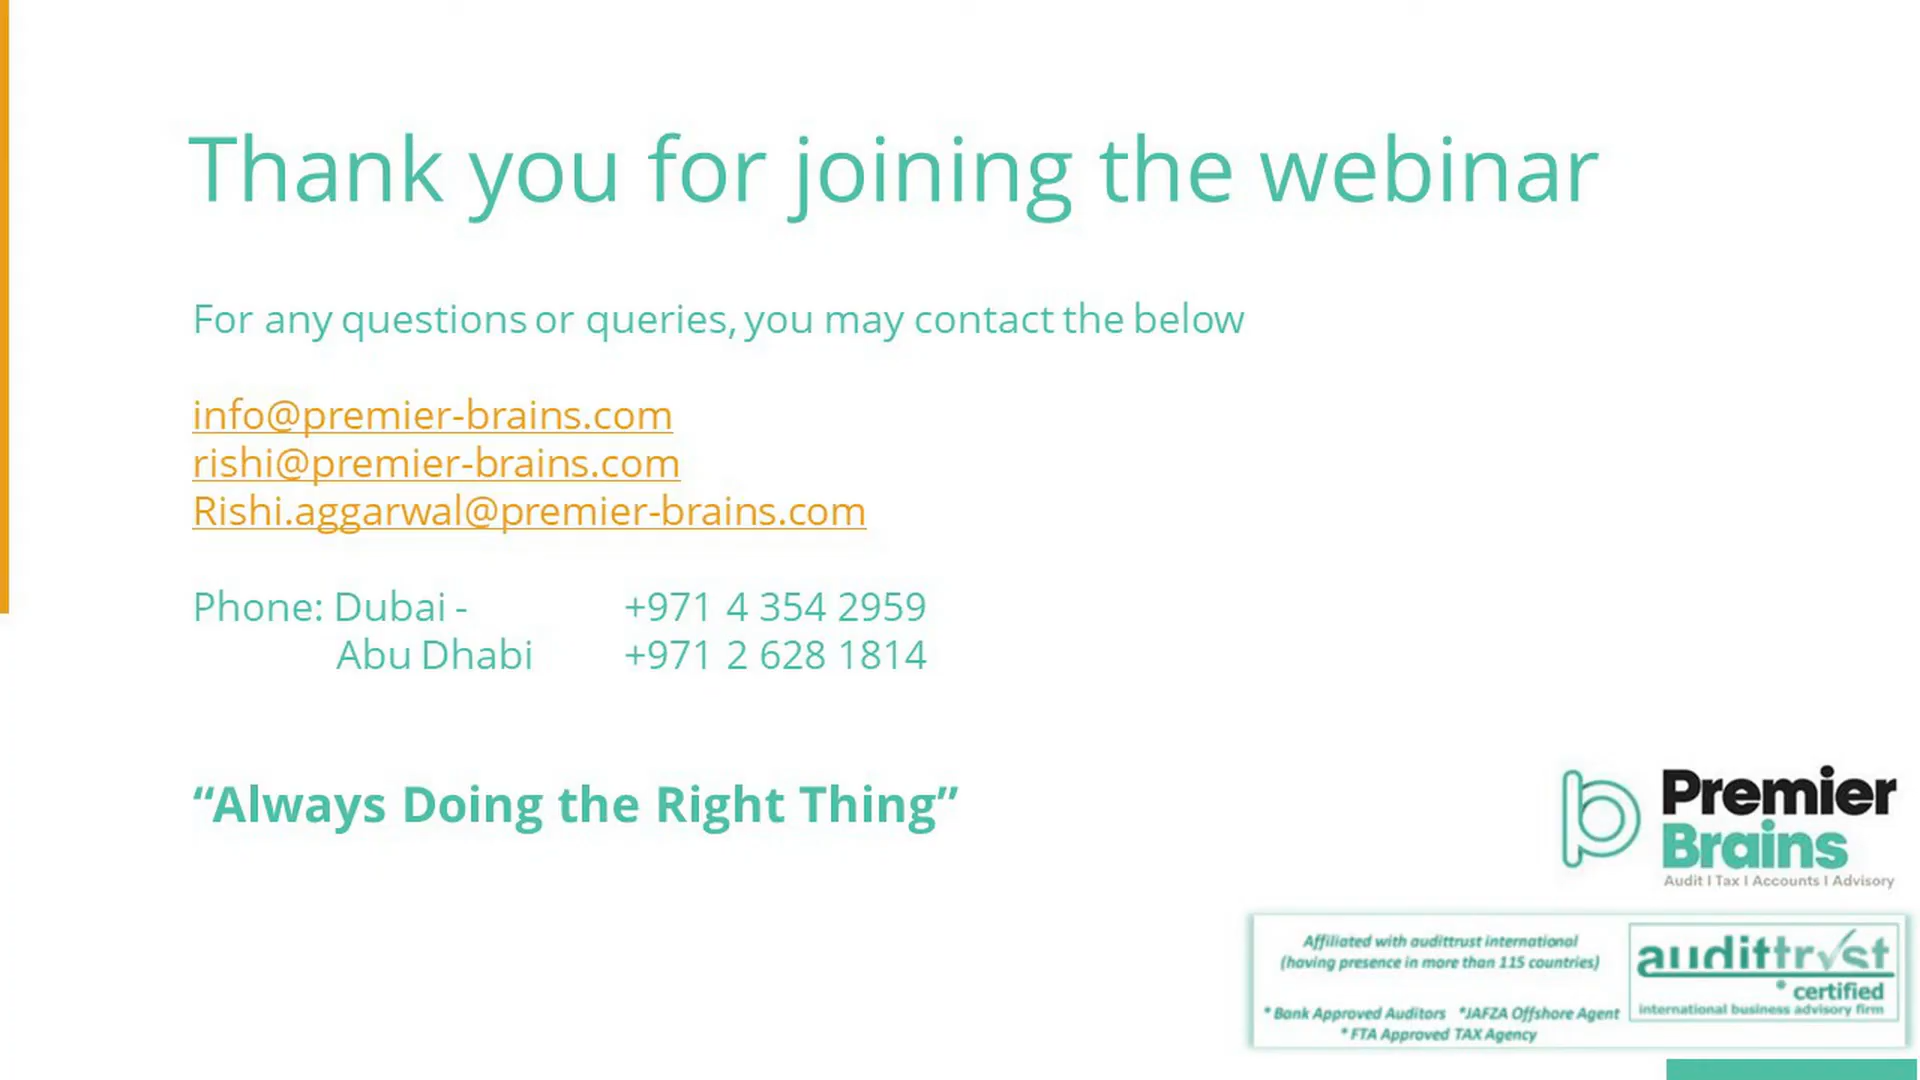 Thank you for joining the webinar
For any questions or queries, you may contact the below
info@premier-brains.com
rishi@premier-brains.com
Rishi.aggarwal@premier-brains.com
Phone: Dubai - +971 4 354 2959
Abu Dhabi +971 2 628 1814
“Always Doing the Right Thing”
Premier
Brains
Audit I Tax I Accounts I Advisory
Affiliated with audittrust international
(having presence in more than 115 countries)
* Bank Approved Auditors *JAFZA Offshore Agent
* FTA Approved TAX Agency
audittrust
certified
international business advisory firm